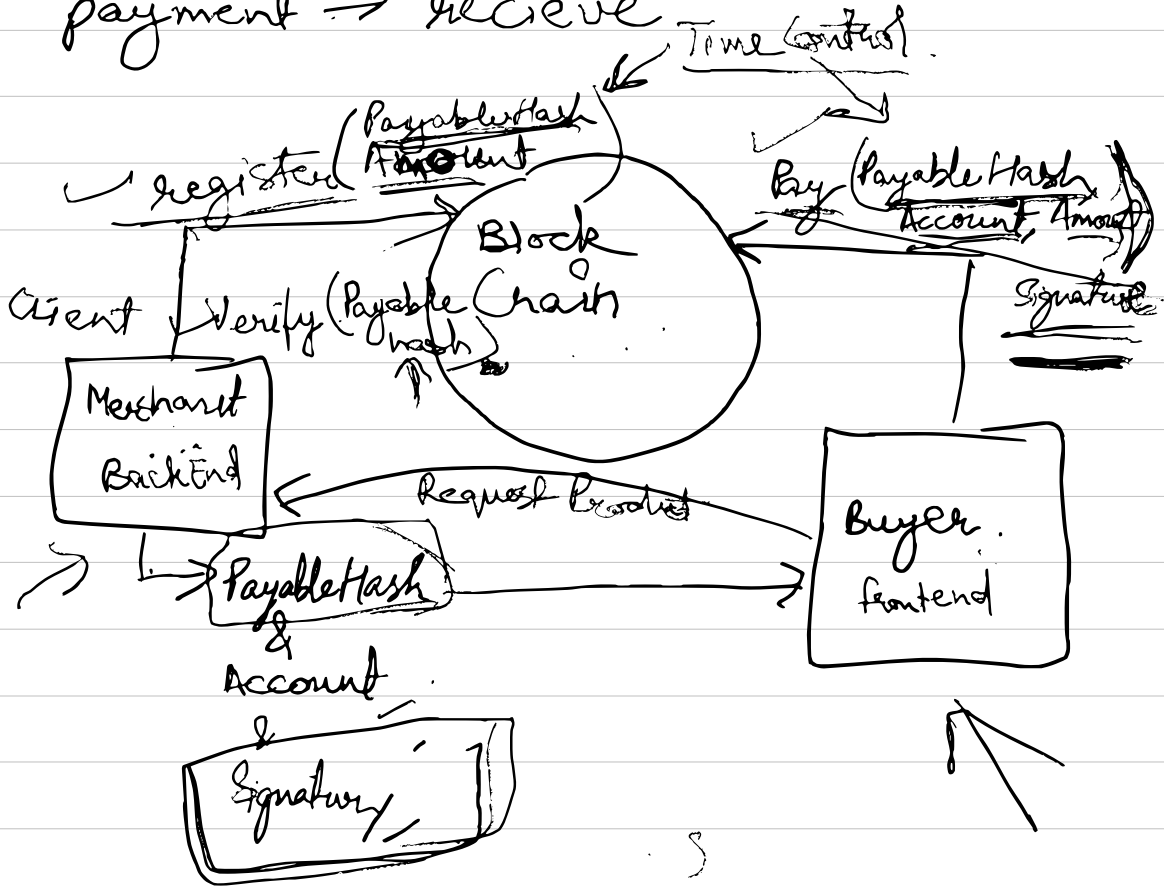 payment → recieve
Time Control.
(PayableHash
Amount
register
Pay (PayableHash
Account, Amount)
Signature
Block
Chain
Client
Verify (Payable
hash)
Merchant
BackEnd
Request Product
Buyer
frontend
PayableHash
&
Account
&
Signature